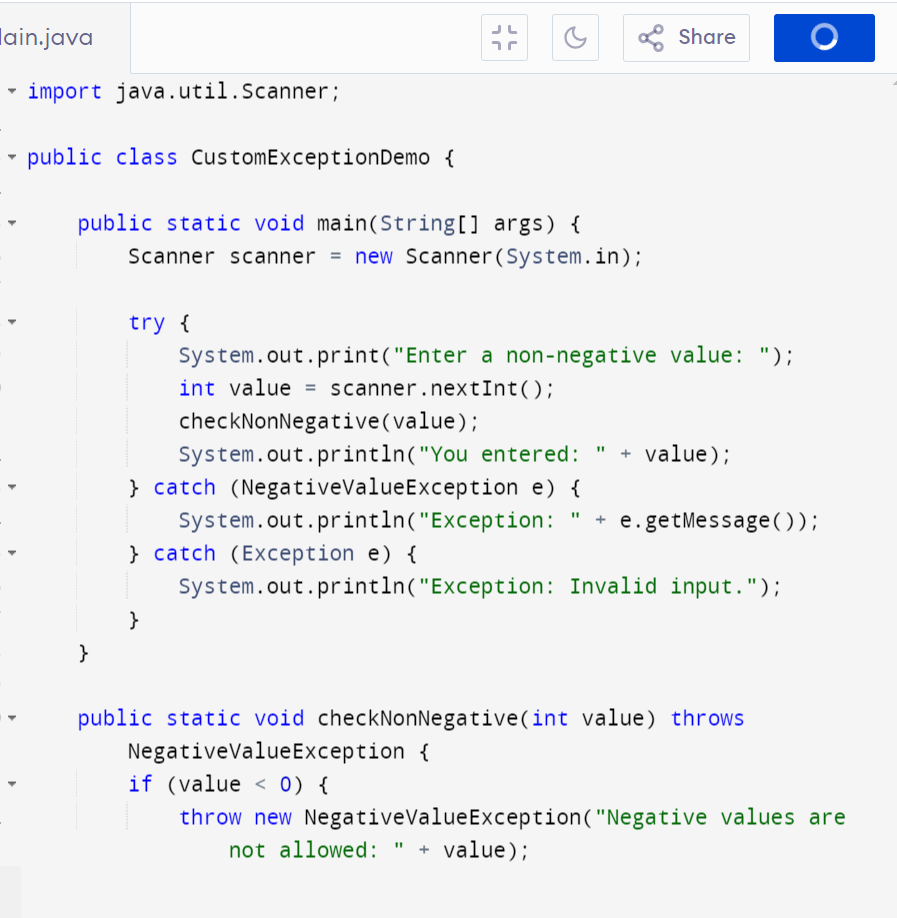 ain.java
Share
import java.util.Scanner;
public class CustomExceptionDemo {
public static void main(String[] args) {
Scanner scanner = new Scanner(System.in);
try {
System.out.print("Enter a non-negative value: ");
int value = scanner.nextInt();
checkNonNegative(value);
System.out.println("You entered: " + value);
} catch (NegativeValueException e) {
System.out.println("Exception: " + e.getMessage());
} catch (Exception e) {
System.out.println("Exception: Invalid input.");
}
}
public static void checkNonNegative(int value) throws
NegativeValueException {
if (value < 0) {
throw new NegativeValueException("Negative values are
not allowed: " + value);